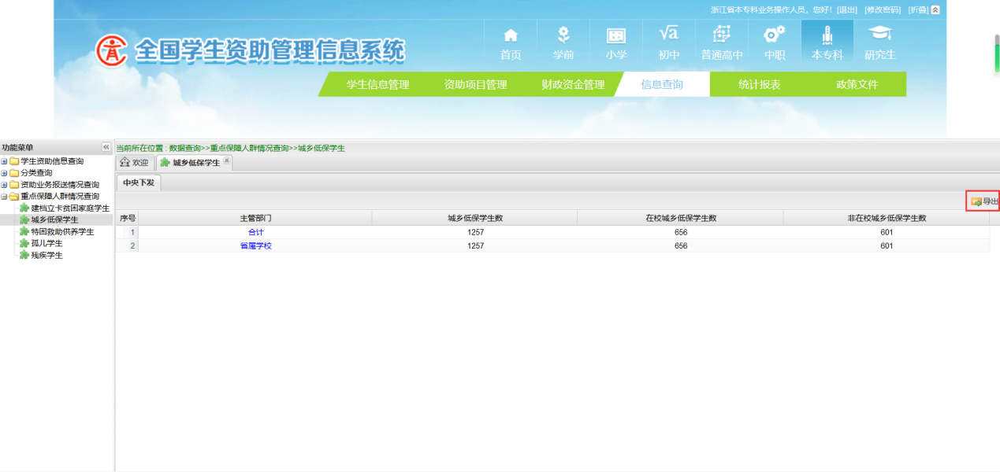 浙江省本专科业务操作人员，您好！ [退出] [修改密码] [折叠]
全国学生资助管理信息系统
首页 学前 小学 初中 普通高中 中职 本专科 研究生
学生信息管理 资助项目管理 财政资金管理 信息查询 统计报表 政策文件
功能菜单
学生资助信息查询
分类查询
资助业务报送情况查询
重点保障人群情况查询
建档立卡贫困家庭学生
城乡低保学生
特困救助供养学生
孤儿学生
残疾学生
当前所在位置 : 数据查询>>重点保障人群情况查询>>城乡低保学生
欢迎 城乡低保学生
中央下发
导出
序号 主管部门 城乡低保学生数 在校城乡低保学生数 非在校城乡低保学生数
1 合计 1257 656 601
2 省属学校 1257 656 601